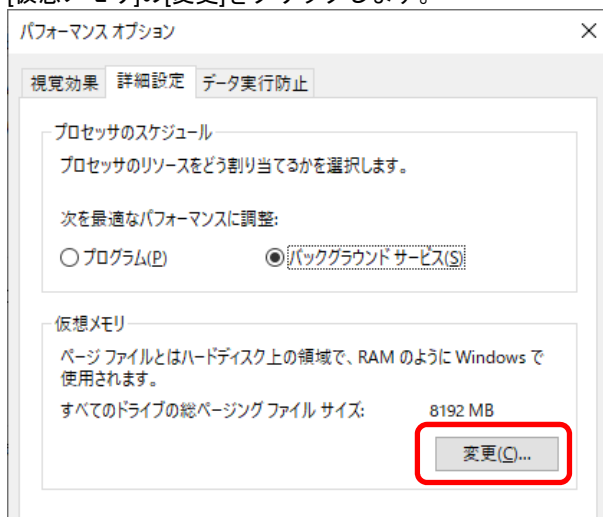 [仮想メモリ]の[変更]をクリックします。
パフォーマンス オプション
視覚効果 詳細設定 データ実行防止
プロセッサのスケジュール
プロセッサのリソースをどう割り当てるかを選択します。
次を最適なパフォーマンスに調整:
プログラム(P) バックグラウンド サービス(S)
仮想メモリ
ページ ファイルとはハードディスク上の領域で、RAM のように Windows で
使用されます。
すべてのドライブの総ページング ファイル サイズ: 8192 MB
変更(C)...